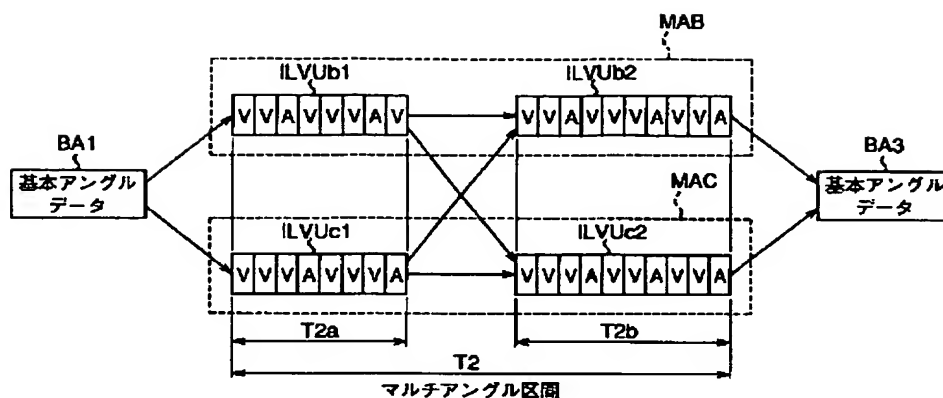 MAB
ILVUb1 ILVUb2
V V A V V V A V V V A V V V A V V A
BA1 BA3
基本アングル
データ
基本アングル
データ
MAC
ILVUc1 ILVUc2
V V V A V V V A V V V A V V A V V A
T2a T2b
T2
マルチアングル区間